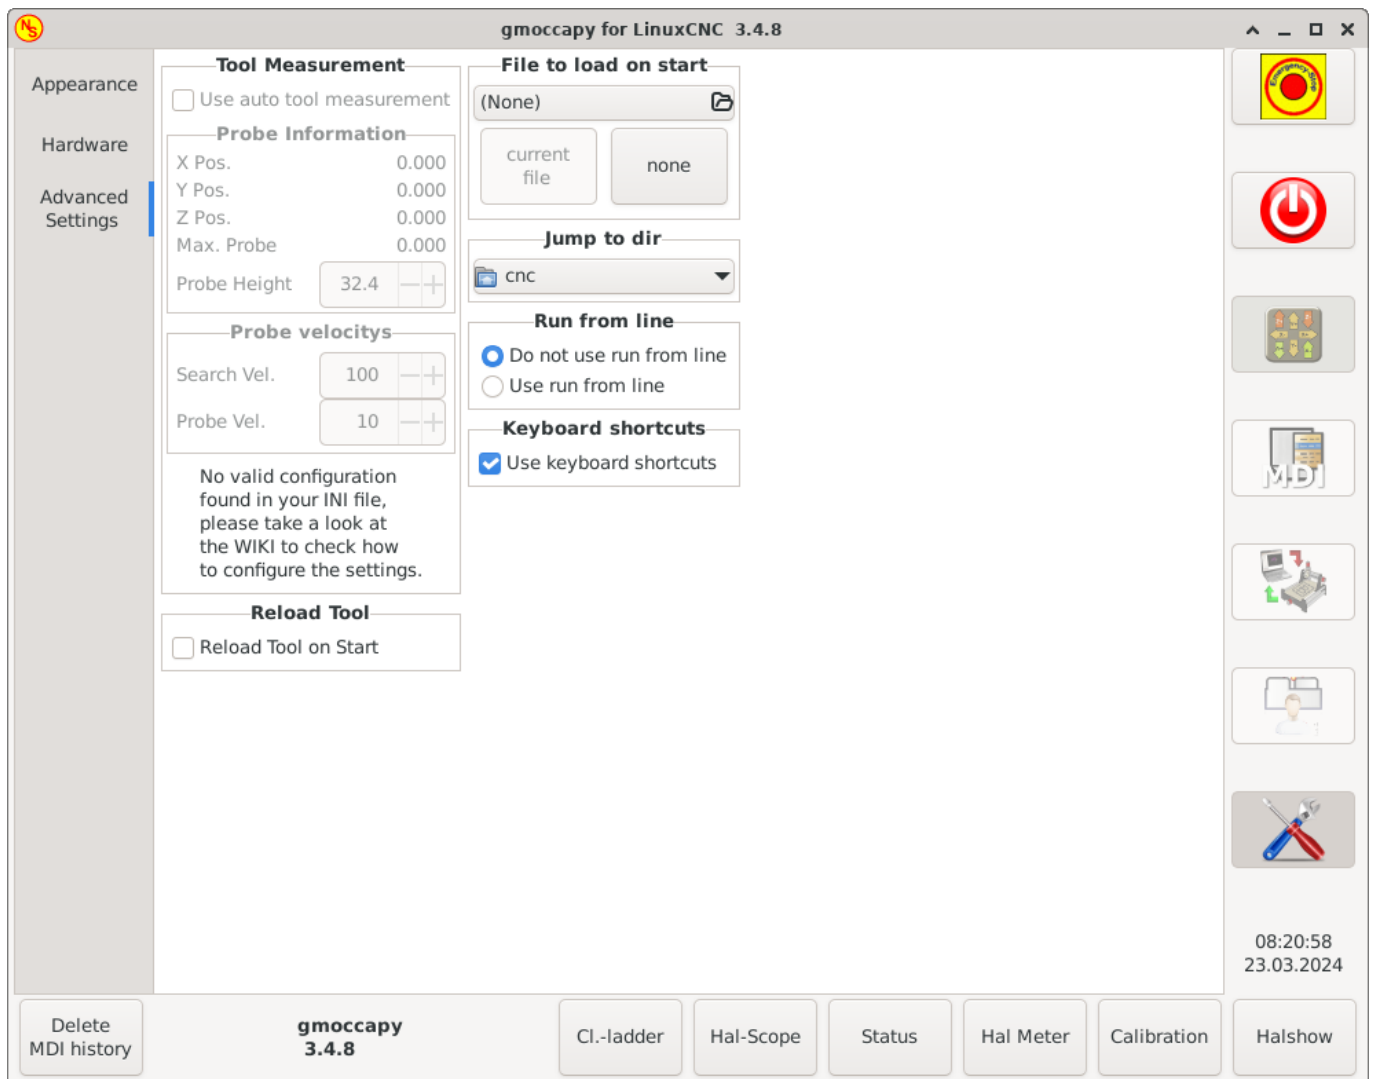 NS
gmoccapy for LinuxCNC 3.4.8
Appearance
Hardware
Advanced
Settings
Tool Measurement
Use auto tool measurement
Probe Information
X Pos. 0.000
Y Pos. 0.000
Z Pos. 0.000
Max. Probe 0.000
Probe Height 32.4
Probe velocitys
Search Vel. 100
Probe Vel. 10
No valid configuration
found in your INI file,
please take a look at
the WIKI to check how
to configure the settings.
Reload Tool
Reload Tool on Start
File to load on start
(None)
current
file
none
Jump to dir
cnc
Run from line
Do not use run from line
Use run from line
Keyboard shortcuts
Use keyboard shortcuts
Emergency-Stop
MDI
08:20:58
23.03.2024
Delete
MDI history
gmoccapy
3.4.8
Cl.-ladder
Hal-Scope
Status
Hal Meter
Calibration
Halshow